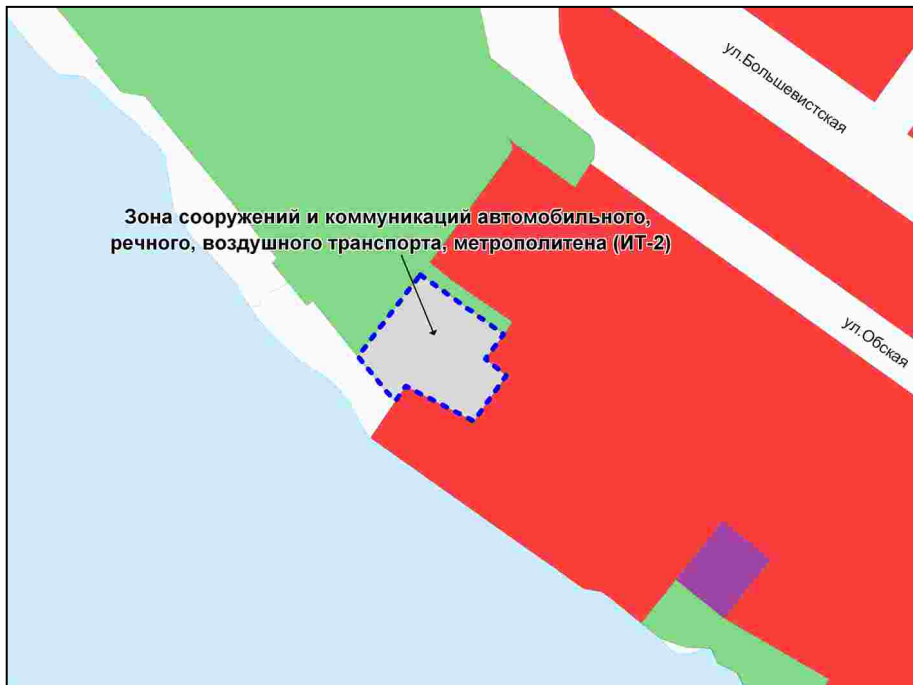 ул.Большевистская
Зона сооружений и коммуникаций автомобильного,
речного, воздушного транспорта, метрополитена (ИТ-2)
ул.Обская